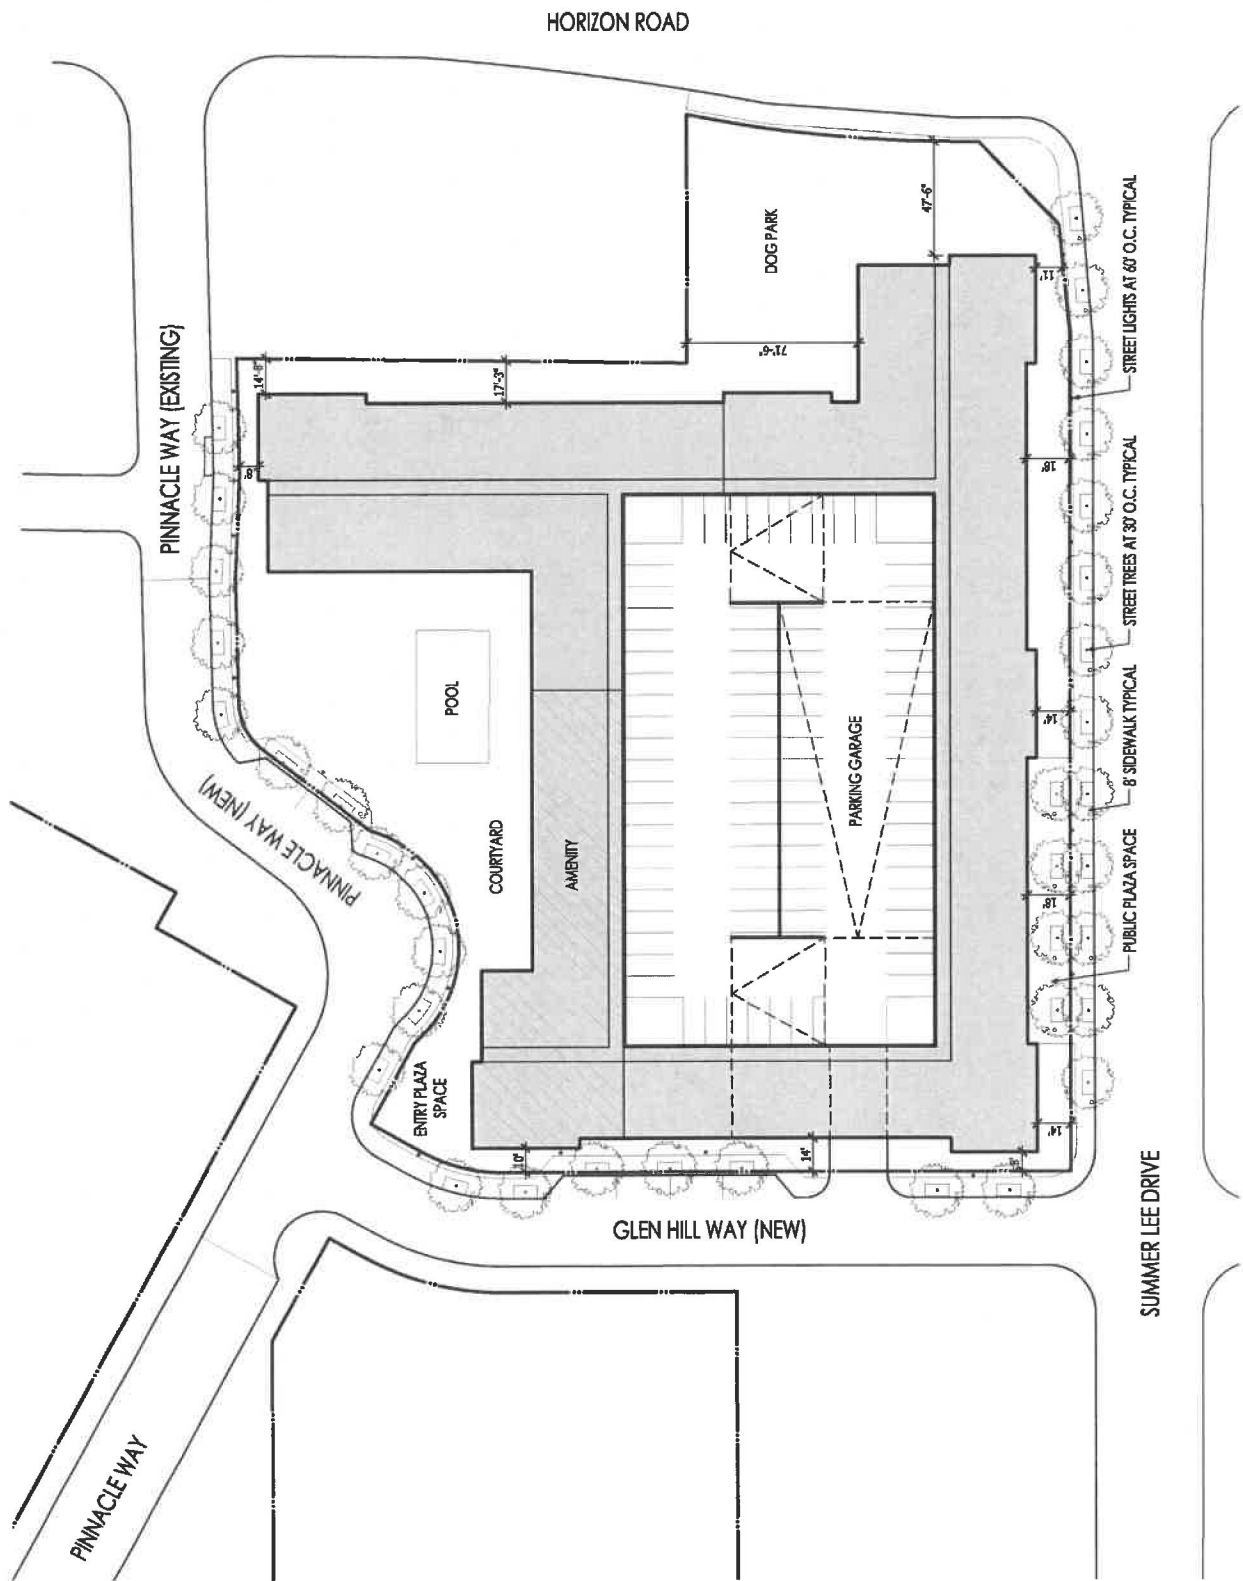 HORIZON ROAD
PINNACLE WAY (EXISTING)
14'-8"
17'-3"
8'
DOG PARK
47'-6"
71'-6"
11'
STREET LIGHTS AT 60' O.C. TYPICAL
18'
STREET TREES AT 30' O.C. TYPICAL
POOL
PINNACLE WAY (NEW)
COURTYARD
AMENITY
PARKING GARAGE
14'
8' SIDEWALK TYPICAL
18'
PUBLIC PLAZA SPACE
ENTRY PLAZA
SPACE
10'
14'
8'
14'
GLEN HILL WAY (NEW)
SUMMER LEE DRIVE
PINNACLE WAY